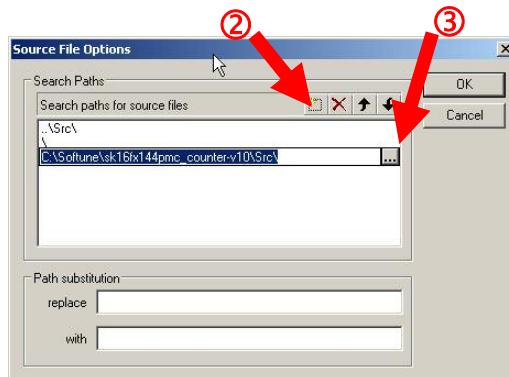 ② ③
Source File Options
Search Paths
OK
Search paths for source files
Cancel
..\Src\
.\
C:\Softune\sk16fx144pmc_counter-v10\Src\
...
Path substitution
replace
with